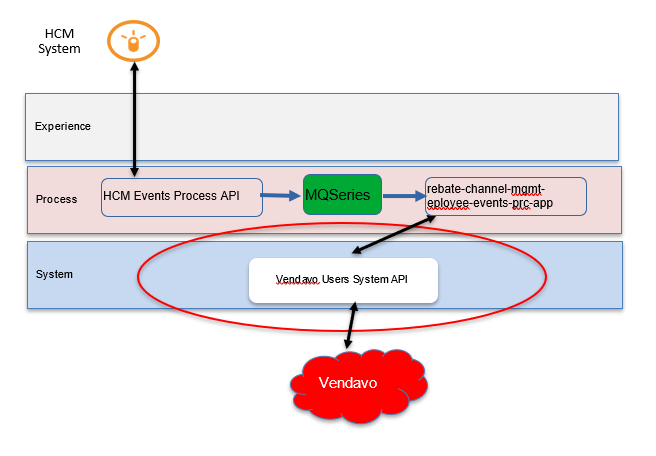 HCM
System
Experience
Process
HCM Events Process API
MQSeries
rebate-channel-mgmt-
eployee-events-prc-app
System
Vendavo Users System API
Vendavo